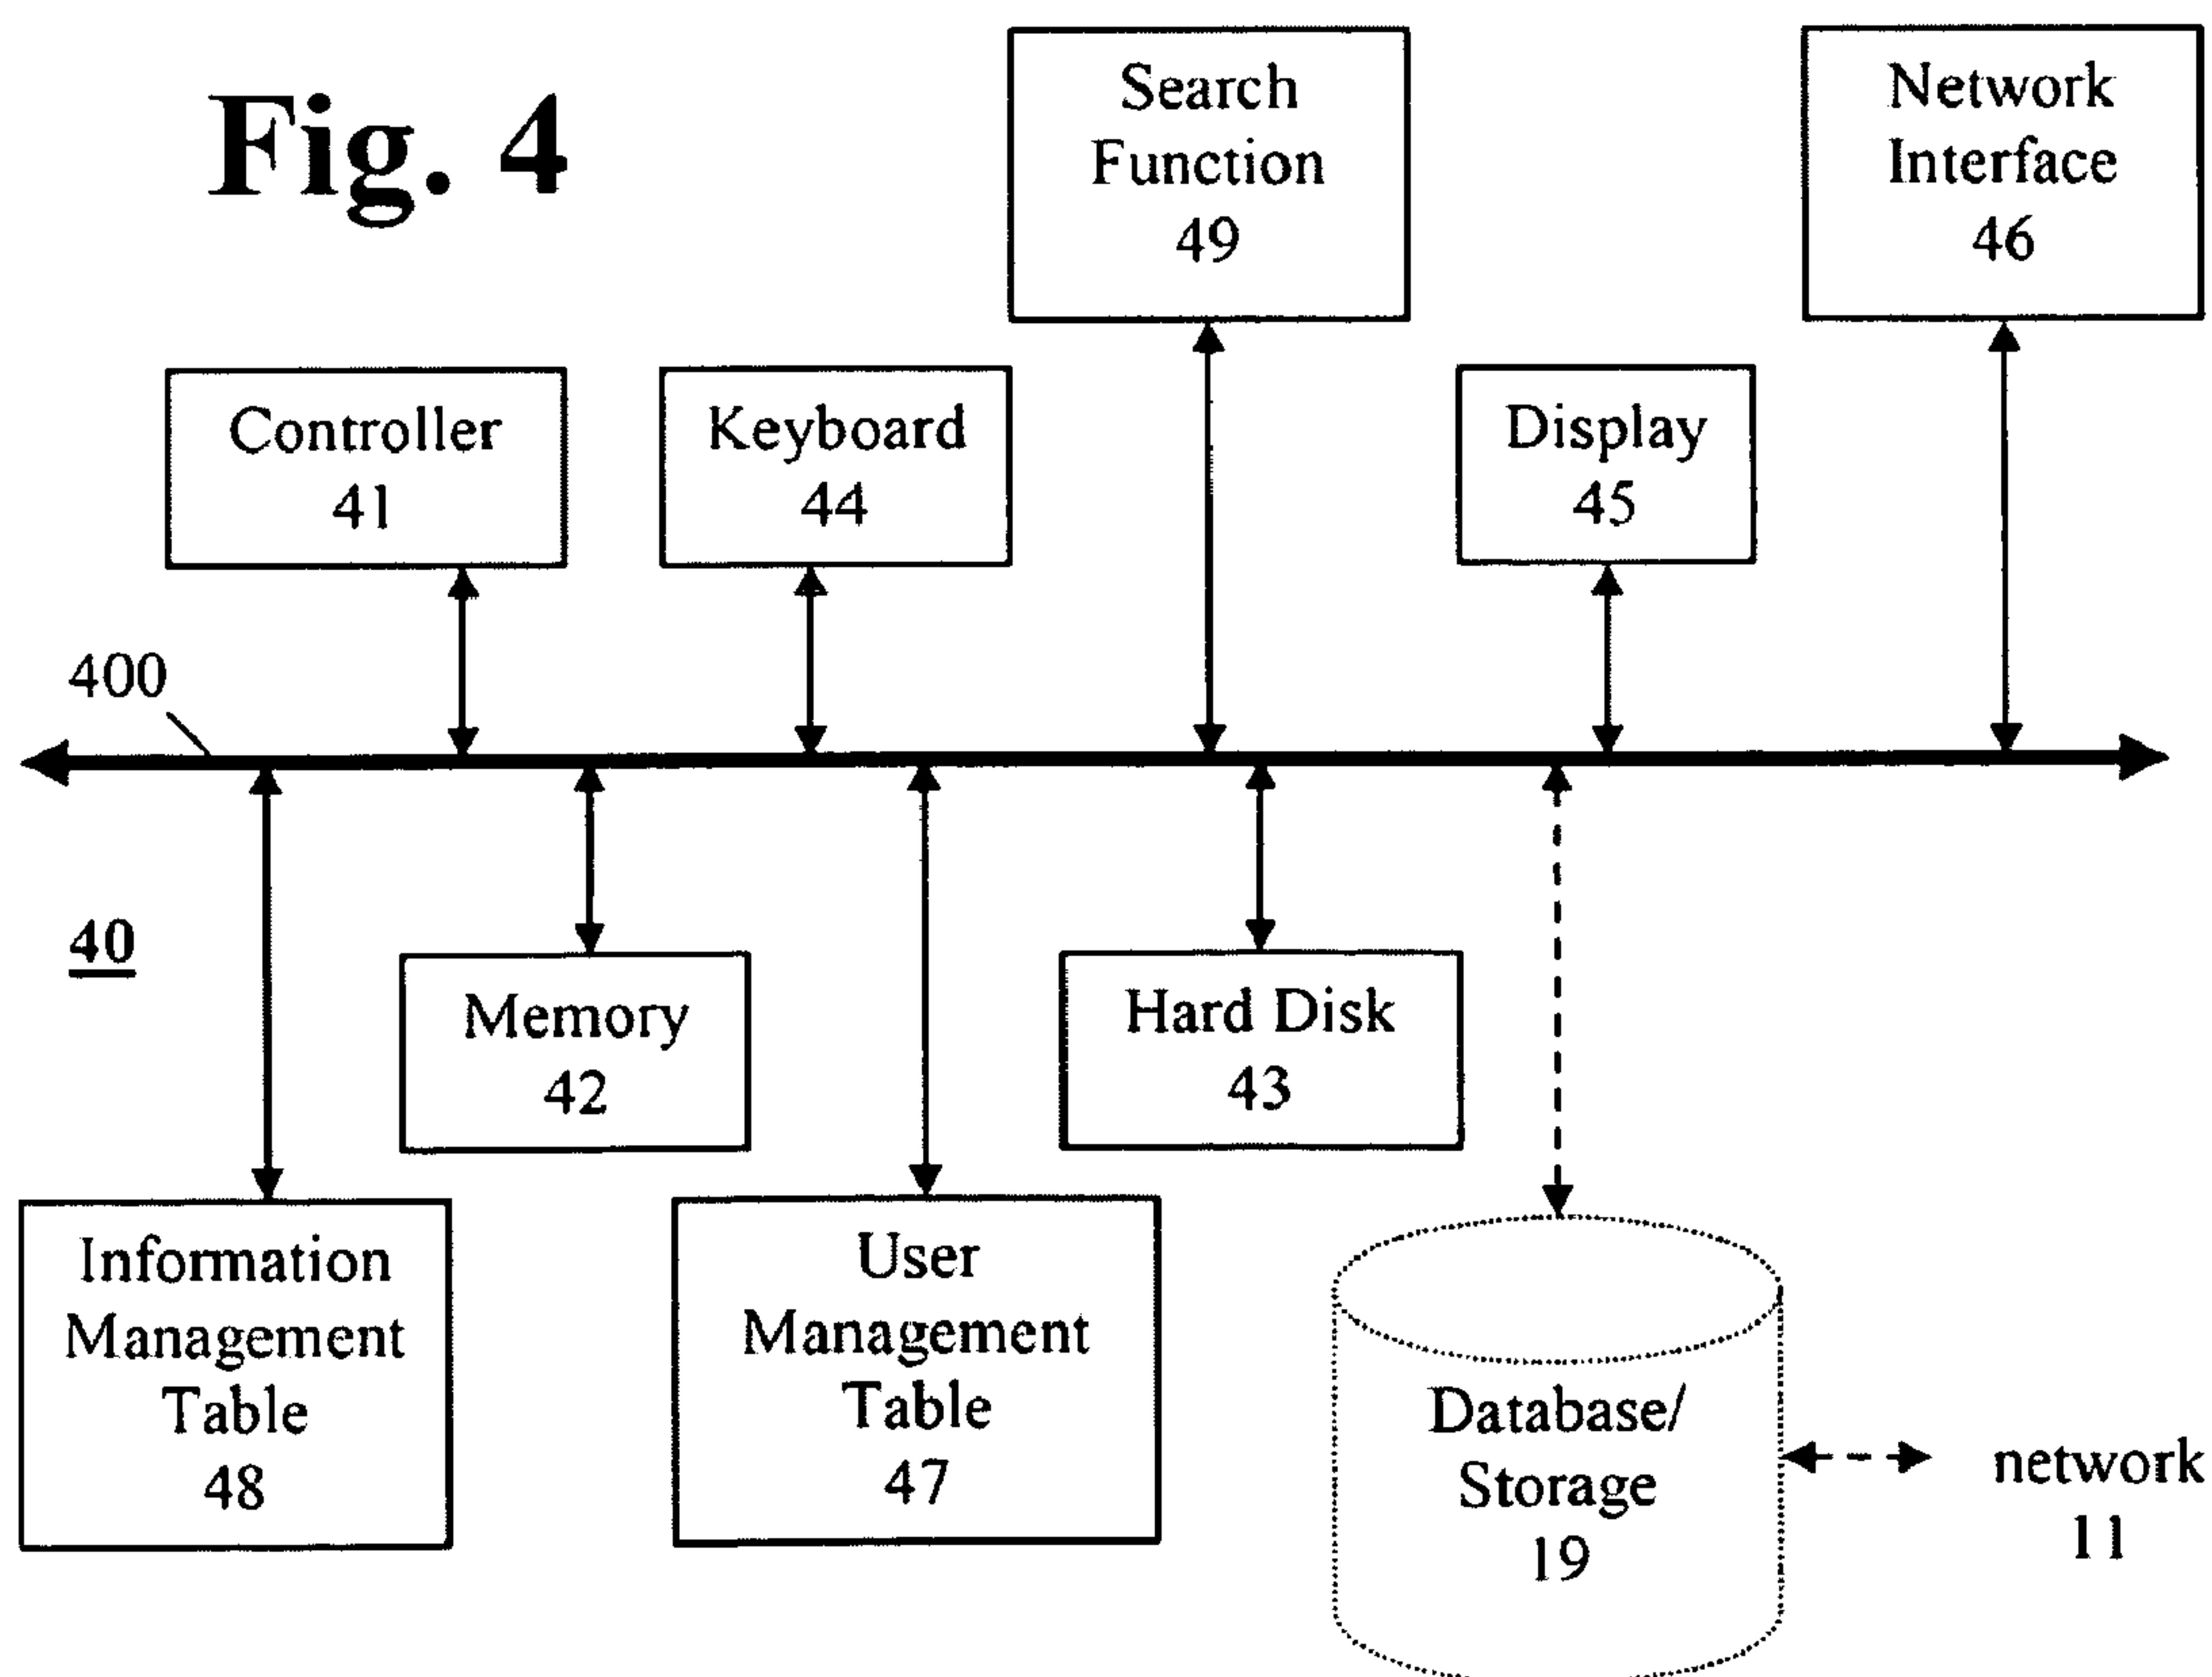 Fig. 4
Search
Function
49
Network
Interface
46
Controller
41
Keyboard
44
Display
45
400
40
Memory
42
Hard Disk
43
Information
Management
Table
48
User
Management
Table
47
Database/
Storage
19
network
11